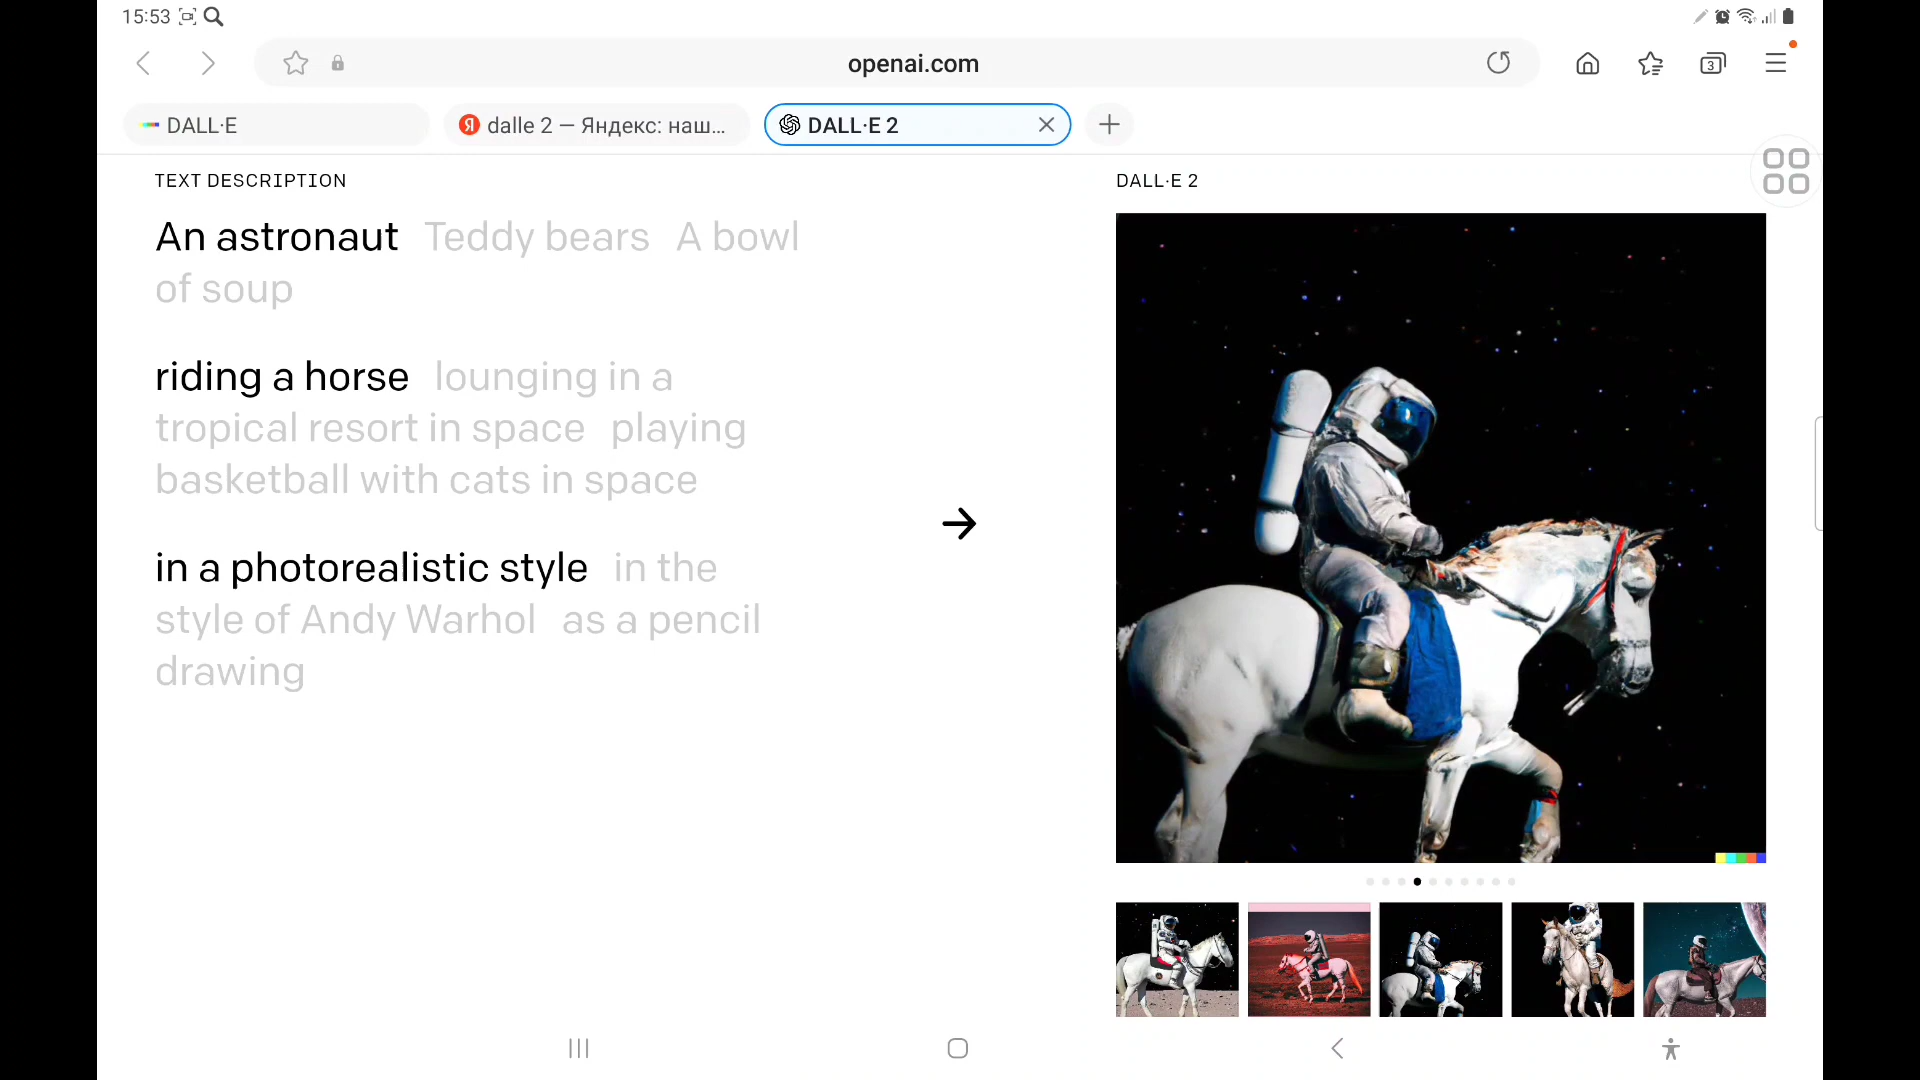 15:53
openai.com
3
DALL·E
dalle 2 — Яндекс: наш...
DALL·E 2
TEXT DESCRIPTION
An astronaut Teddy bears A bowl
of soup
riding a horse lounging in a
tropical resort in space playing
basketball with cats in space
in a photorealistic style in the
style of Andy Warhol as a pencil
drawing
DALL·E 2